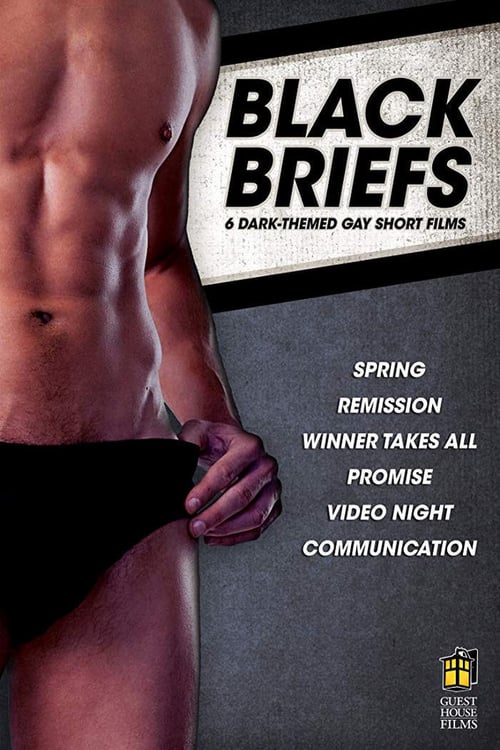 BLACK
BRIEFS
6 DARK-THEMED GAY SHORT FILMS
SPRING
REMISSION
WINNER TAKES ALL
PROMISE
VIDEO NIGHT
COMMUNICATION
GUEST
HOUSE
FILMS